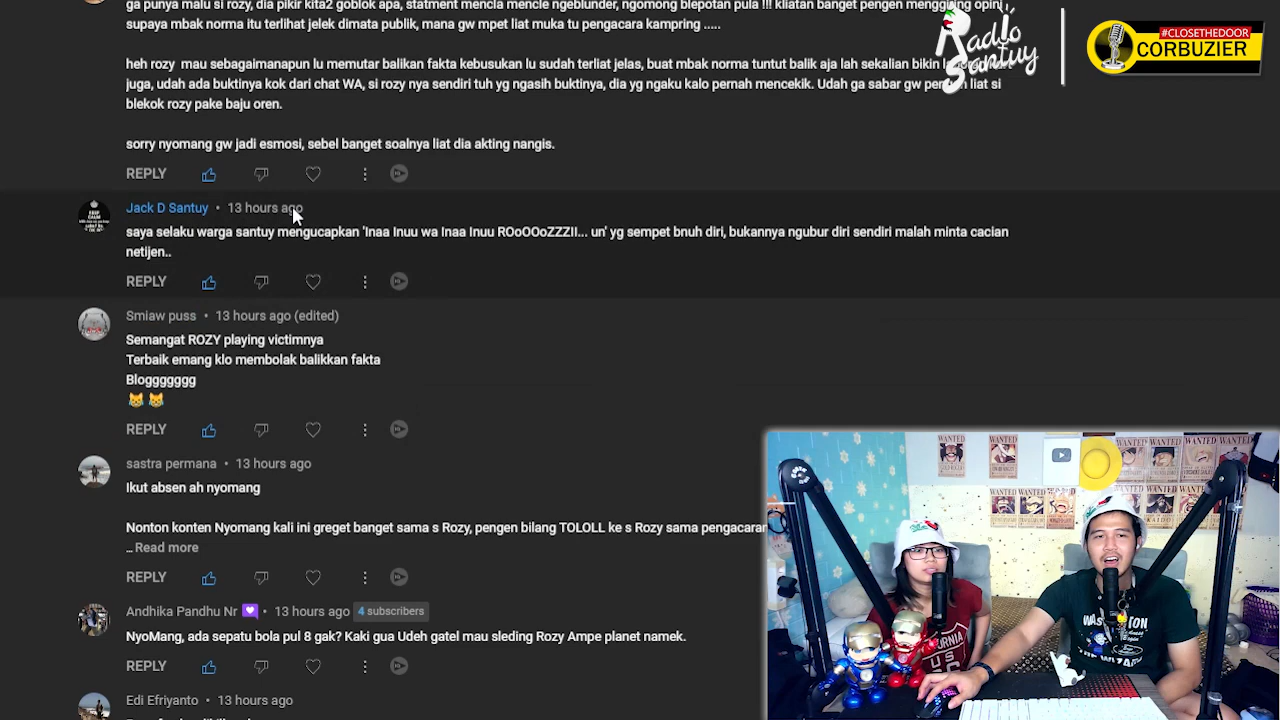 ga punya malu si rozy, dia pikir kita2 goblok apa, statment mencla mencle ngeblunder, ngomong blepotan pula !!! kliatan banget pengen menggiring opini
supaya mbak norma itu terlihat jelek dimata publik, mana gw mpet liat muka tu pengacara kampring .....
Radio
Santuy
#CLOSETHEDOOR
CORBUZIER
heh rozy mau sebagaimanapun lu memutar balikan fakta kebusukan lu sudah terliat jelas, buat mbak norma tuntut balik aja lah sekalian bikin
juga, udah ada buktinya kok dari chat WA, si rozy nya sendiri tuh yg ngasih buktinya, dia yg ngaku kalo pernah mencekik. Udah ga sabar gw liat si
blekok rozy pake baju oren.
sorry nyomang gw jadi esmosi, sebel banget soalnya liat dia akting nangis.
REPLY
Jack D Santuy • 13 hours ago
saya selaku warga santuy mengucapkan 'Inaa Inuu wa Inaa Inuu ROoOOoZZZII... un' yg sempet bnuh diri, bukannya ngubur diri sendiri malah minta cacian
netijen..
REPLY
Smiaw puss • 13 hours ago (edited)
Semangat ROZY playing victimnya
Terbaik emang klo membolak balikkan fakta
Bloggggggg
😹 😹
REPLY
sastra permana • 13 hours ago
Ikut absen ah nyomang
Nonton konten Nyomang kali ini greget banget sama s Rozy, pengen bilang TOLOLL ke s Rozy sama pengacaran
... Read more
REPLY
Andhika Pandhu Nr • 13 hours ago 4 subscribers
NyoMang, ada sepatu bola pul 8 gak? Kaki gua Udeh gatel mau sleding Rozy Ampe planet namek.
REPLY
Edi Efriyanto • 13 hours ago
WANTED
WANTED